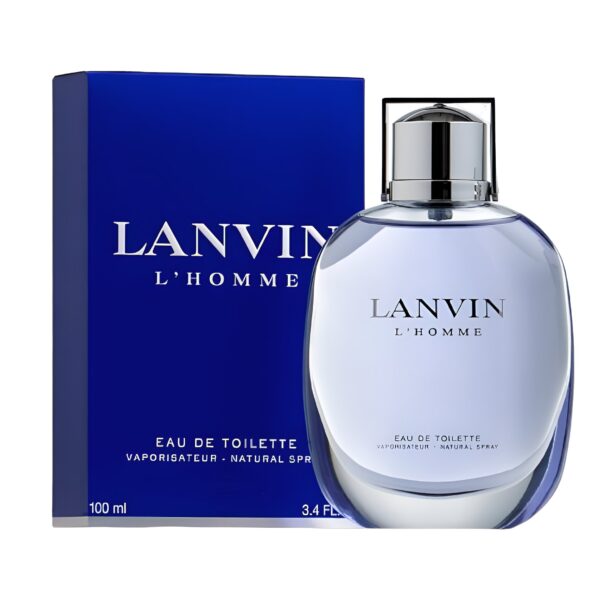 LANVIN
L'HOMME
EAU DE TOILETTE
VAPORISATEUR - NATURAL SPR
100 ml
3.4 FL.
LANVIN
L'HOMME
EAU DE TOILETTE
VAPORISATEUR - NATURAL SPRAY